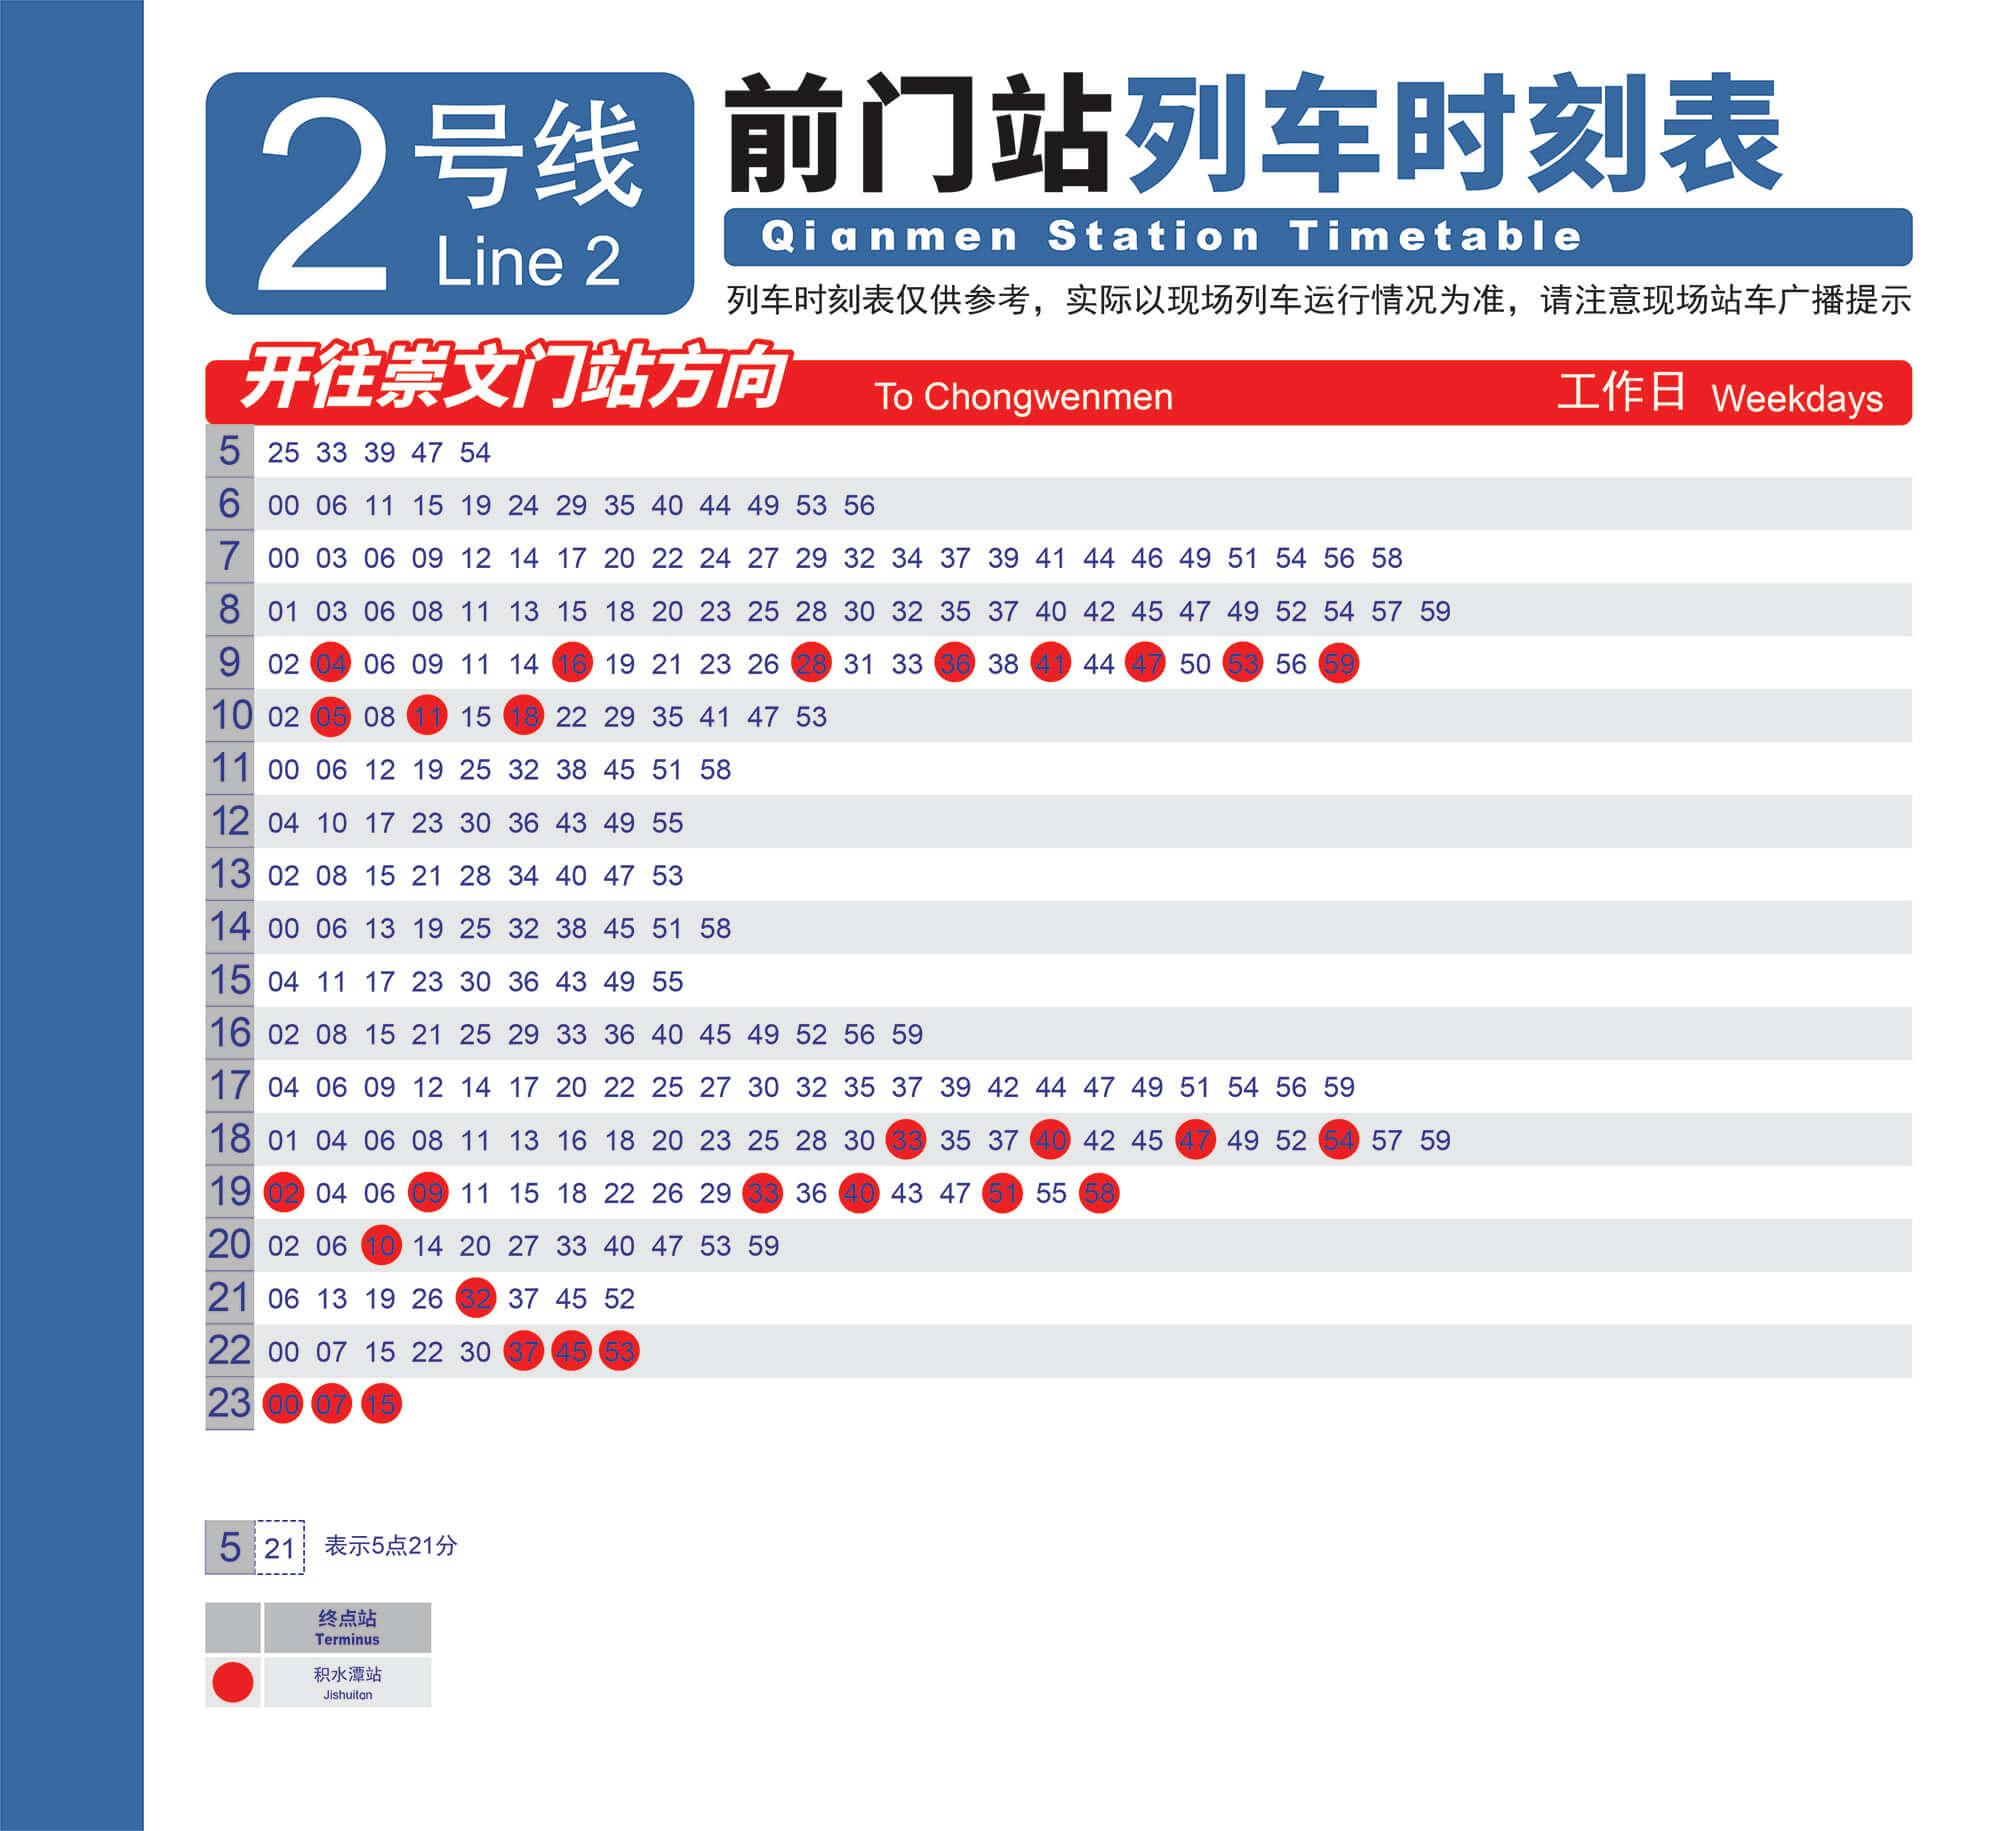 2号线
Line 2
前门站列车时刻表
Qianmen Station Timetable
列车时刻表仅供参考，实际以现场列车运行情况为准，请注意现场站车广播提示
开往崇文门站方向 To Chongwenmen 工作日 Weekdays
5 25 33 39 47 54
6 00 06 11 15 19 24 29 35 40 44 49 53 56
7 00 03 06 09 12 14 17 20 22 24 27 29 32 34 37 39 41 44 46 49 51 54 56 58
8 01 03 06 08 11 13 15 18 20 23 25 28 30 32 35 37 40 42 45 47 49 52 54 57 59
9 02 04 06 09 11 14 16 19 21 23 26 28 31 33 36 38 41 44 47 50 53 56 59
10 02 05 08 11 15 18 22 29 35 41 47 53
11 00 06 12 19 25 32 38 45 51 58
12 04 10 17 23 30 36 43 49 55
13 02 08 15 21 28 34 40 47 53
14 00 06 13 19 25 32 38 45 51 58
15 04 11 17 23 30 36 43 49 55
16 02 08 15 21 25 29 33 36 40 45 49 52 56 59
17 04 06 09 12 14 17 20 22 25 27 30 32 35 37 39 42 44 47 49 51 54 56 59
18 01 04 06 08 11 13 16 18 20 23 25 28 30 33 35 37 40 42 45 47 49 52 54 57 59
19 02 04 06 09 11 15 18 22 26 29 33 36 40 43 47 51 55 58
20 02 06 10 14 20 27 33 40 47 53 59
21 06 13 19 26 32 37 45 52
22 00 07 15 22 30 37 45 53
23 00 07 15
5 21 表示5点21分
终点站
Terminus
积水潭站
Jishuitan